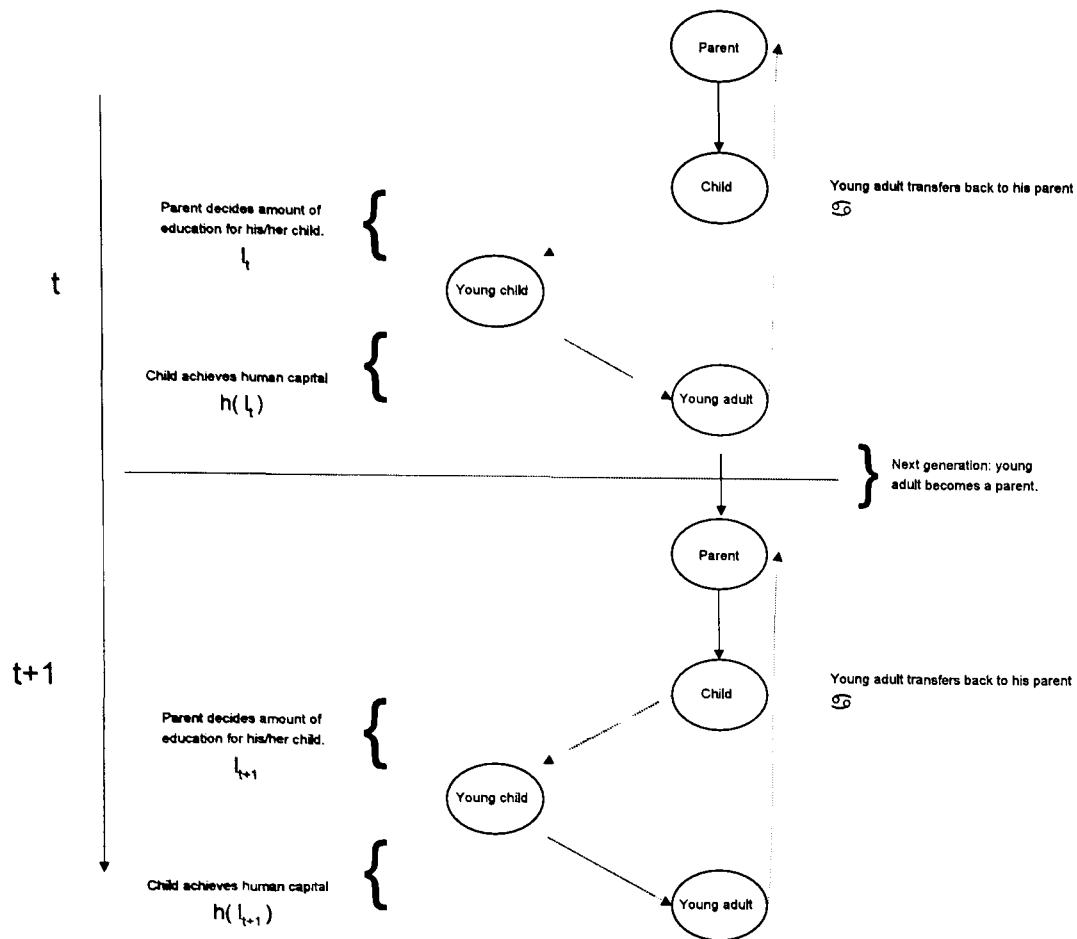 Parent
Child
Young adult transfers back to his parent
♋
Parent decides amount of
education for his/her child.
l_t
t
Young child
Child achieves human capital
h(l_t)
Young adult
Next generation: young
adult becomes a parent.
Parent
t+1
Child
Young adult transfers back to his parent
♋
Parent decides amount of
education for his/her child.
l_{t+1}
Young child
Child achieves human capital
h(l_{t+1})
Young adult